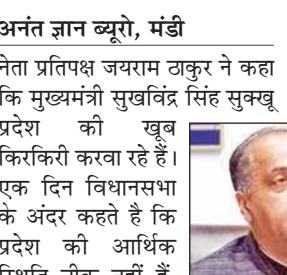 अनंत ज्ञान ब्यूरो, मंडी
नेता प्रतिपक्ष जयराम ठाकुर ने कहा
कि मुख्यमंत्री सुखविंद्र सिंह सुक्खू
प्रदेश की खूब
किरकिरी करवा रहे हैं।
एक दिन विधानसभा
के अंदर कहते है कि
प्रदेश की आर्थिक